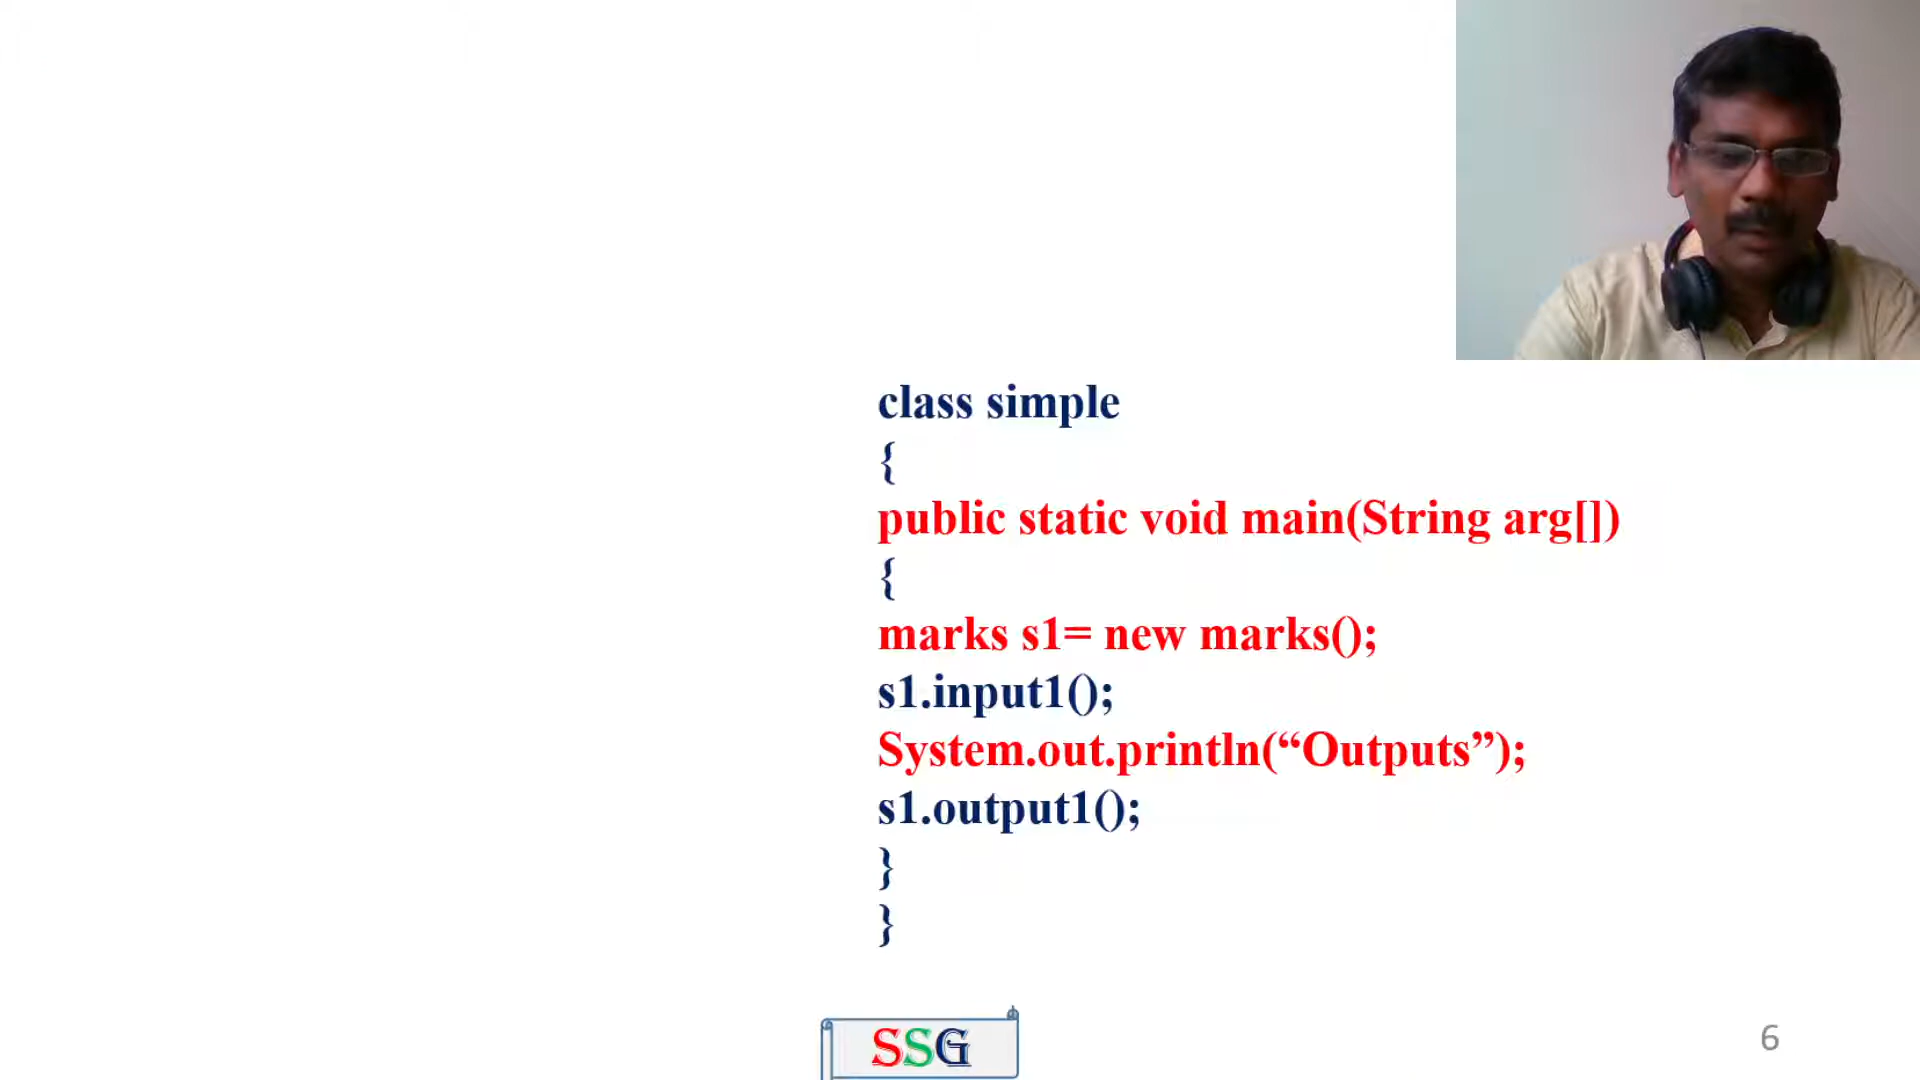 class simple
{
public static void main(String arg[])
{
marks s1= new marks();
s1.input1();
System.out.println(“Outputs”);
s1.output1();
}
}
SSG
6